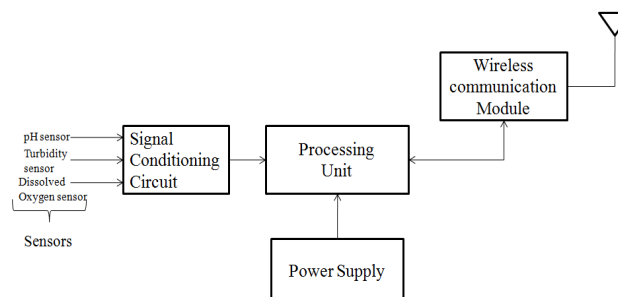 pH sensor
Turbidity
sensor
Dissolved
Oxygen sensor
Sensors
Signal
Conditioning
Circuit
Processing
Unit
Power Supply
Wireless
communication
Module